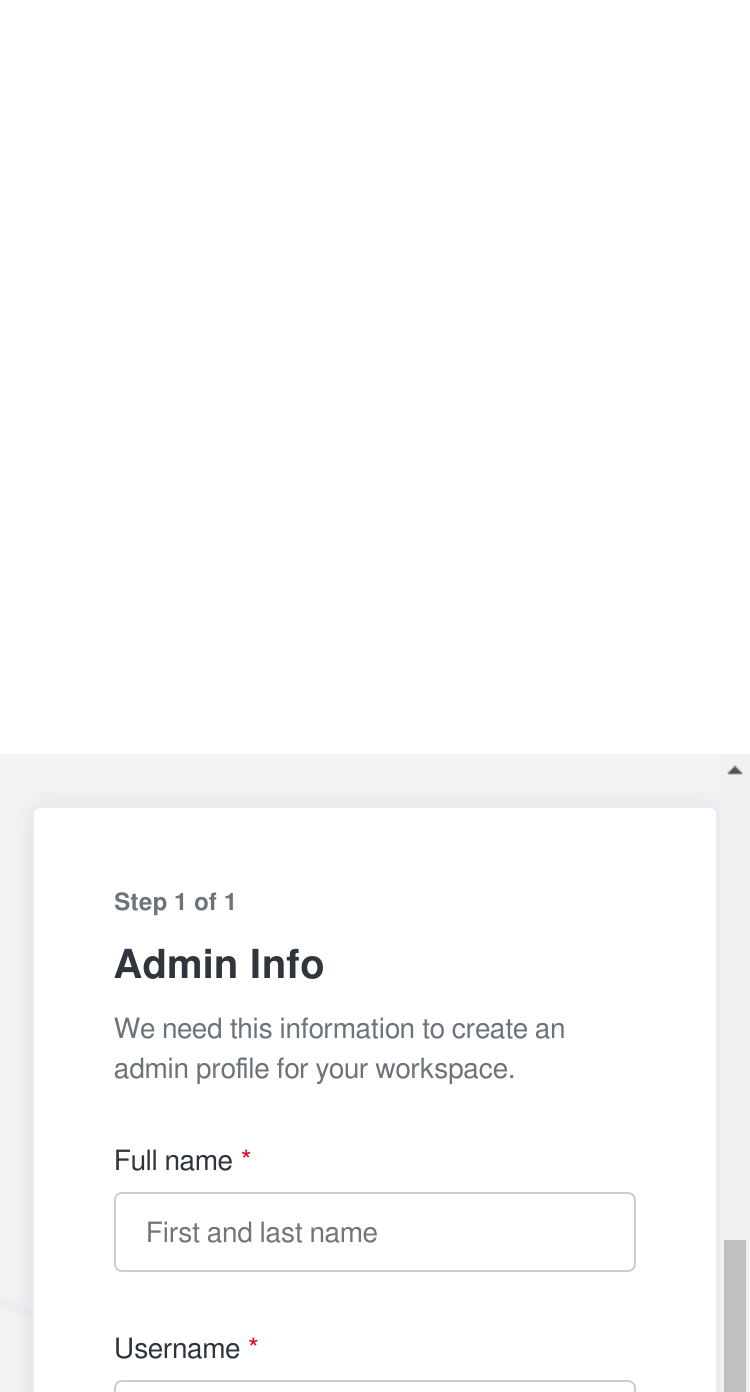 Step 1 of 1
Admin Info
We need this information to create an
admin profile for your workspace.
Full name *
First and last name
Username *